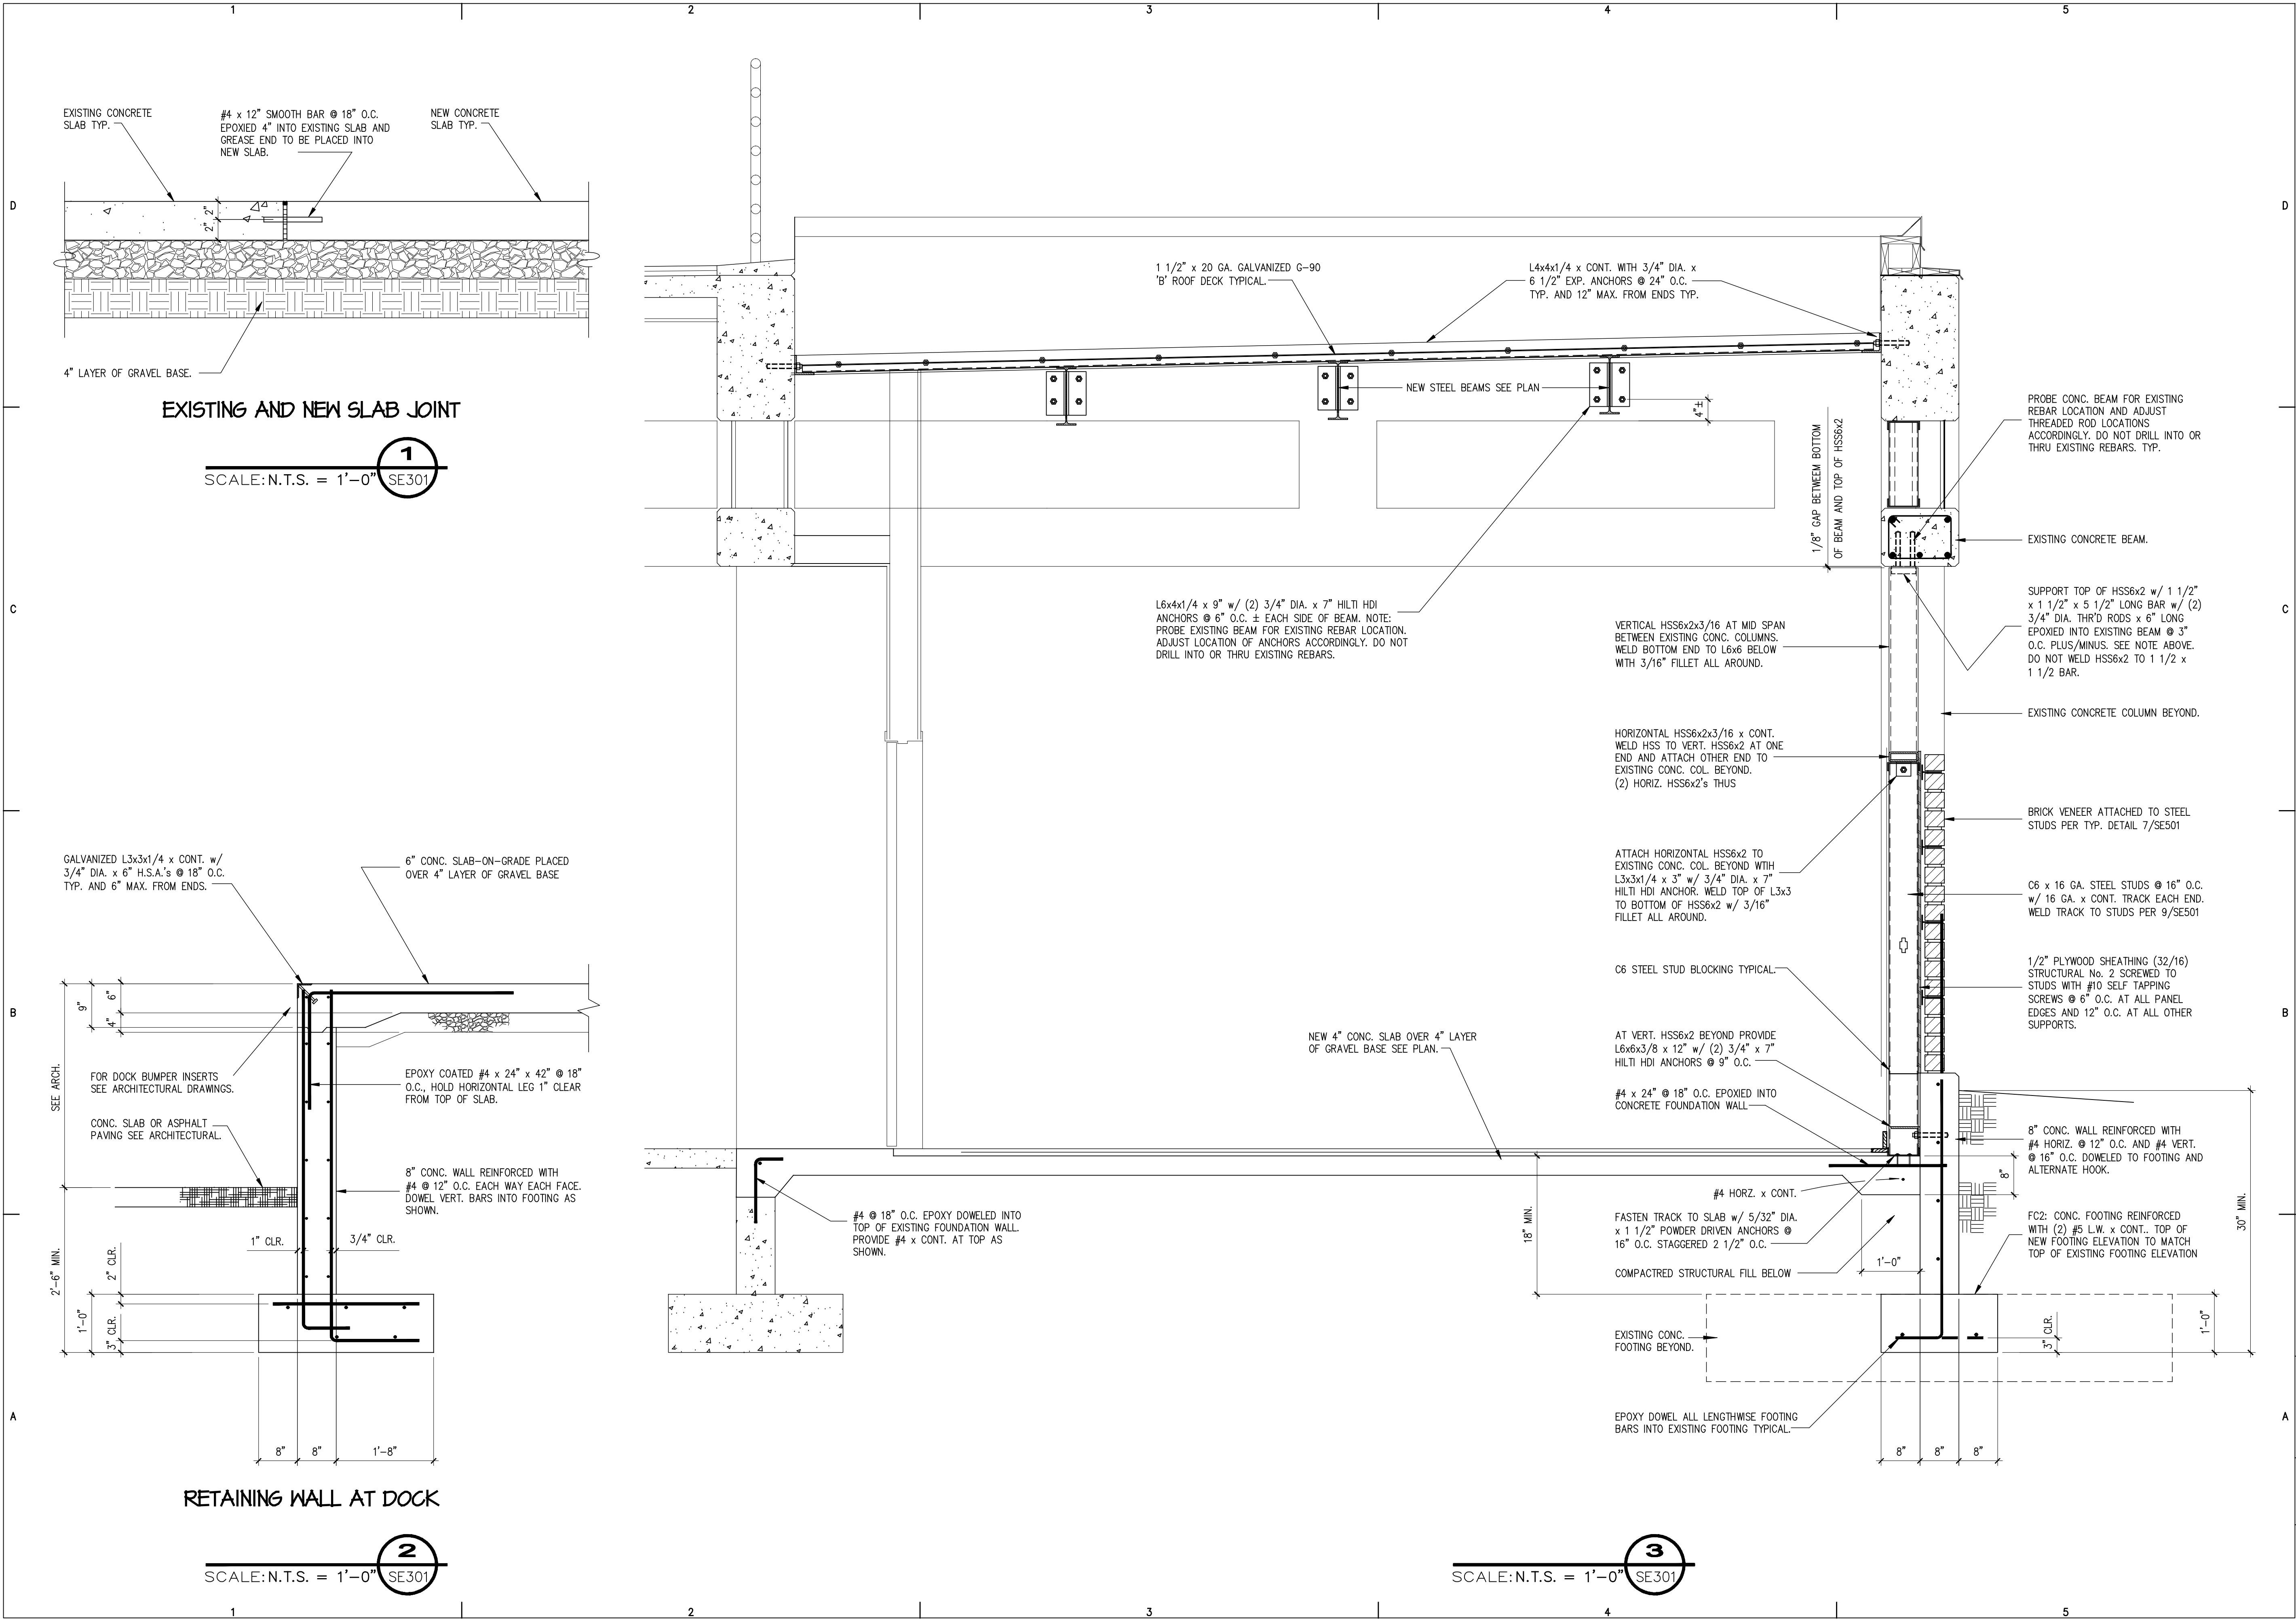 1 2 3 4 5
D
C
B
A
EXISTING CONCRETE
SLAB TYP.
#4 x 12" SMOOTH BAR @ 18" O.C.
EPOXIED 4" INTO EXISTING SLAB AND
GREASE END TO BE PLACED INTO
NEW SLAB.
NEW CONCRETE
SLAB TYP.
2" 2"
4" LAYER OF GRAVEL BASE.
EXISTING AND NEW SLAB JOINT
1
SCALE: N.T.S. = 1'-0" SE301
GALVANIZED L3x3x1/4 x CONT. w/
3/4" DIA. x 6" H.S.A.'s @ 18" O.C.
TYP. AND 6" MAX. FROM ENDS.
6" CONC. SLAB-ON-GRADE PLACED
OVER 4" LAYER OF GRAVEL BASE
9"
6"
4"
SEE ARCH.
FOR DOCK BUMPER INSERTS
SEE ARCHITECTURAL DRAWINGS.
EPOXY COATED #4 x 24" x 42" @ 18"
O.C., HOLD HORIZONTAL LEG 1" CLEAR
FROM TOP OF SLAB.
CONC. SLAB OR ASPHALT
PAVING SEE ARCHITECTURAL.
8" CONC. WALL REINFORCED WITH
#4 @ 12" O.C. EACH WAY EACH FACE.
DOWEL VERT. BARS INTO FOOTING AS
SHOWN.
1" CLR.
3/4" CLR.
2'-6" MIN.
2" CLR.
1'-0"
3" CLR.
8" 8" 1'-8"
RETAINING WALL AT DOCK
2
SCALE: N.T.S. = 1'-0" SE301
1 1/2" x 20 GA. GALVANIZED G-90
'B' ROOF DECK TYPICAL.
L4x4x1/4 x CONT. WITH 3/4" DIA. x
6 1/2" EXP. ANCHORS @ 24" O.C.
TYP. AND 12" MAX. FROM ENDS TYP.
NEW STEEL BEAMS SEE PLAN
4"±
1/8" GAP BETWEEM BOTTOM
OF BEAM AND TOP OF HSS6x2
PROBE CONC. BEAM FOR EXISTING
REBAR LOCATION AND ADJUST
THREADED ROD LOCATIONS
ACCORDINGLY. DO NOT DRILL INTO OR
THRU EXISTING REBARS. TYP.
EXISTING CONCRETE BEAM.
L6x4x1/4 x 9" w/ (2) 3/4" DIA. x 7" HILTI HDI
ANCHORS @ 6" O.C. ± EACH SIDE OF BEAM. NOTE:
PROBE EXISTING BEAM FOR EXISTING REBAR LOCATION.
ADJUST LOCATION OF ANCHORS ACCORDINGLY. DO NOT
DRILL INTO OR THRU EXISTING REBARS.
VERTICAL HSS6x2x3/16 AT MID SPAN
BETWEEN EXISTING CONC. COLUMNS.
WELD BOTTOM END TO L6x6 BELOW
WITH 3/16" FILLET ALL AROUND.
SUPPORT TOP OF HSS6x2 w/ 1 1/2"
x 1 1/2" x 5 1/2" LONG BAR w/ (2)
3/4" DIA. THR'D RODS x 6" LONG
EPOXIED INTO EXISTING BEAM @ 3"
O.C. PLUS/MINUS. SEE NOTE ABOVE.
DO NOT WELD HSS6x2 TO 1 1/2 x
1 1/2 BAR.
EXISTING CONCRETE COLUMN BEYOND.
HORIZONTAL HSS6x2x3/16 x CONT.
WELD HSS TO VERT. HSS6x2 AT ONE
END AND ATTACH OTHER END TO
EXISTING CONC. COL. BEYOND.
(2) HORIZ. HSS6x2's THUS
BRICK VENEER ATTACHED TO STEEL
STUDS PER TYP. DETAIL 7/SE501
ATTACH HORIZONTAL HSS6x2 TO
EXISTING CONC. COL. BEYOND WTIH
L3x3x1/4 x 3" w/ 3/4" DIA. x 7"
HILTI HDI ANCHOR. WELD TOP OF L3x3
TO BOTTOM OF HSS6x2 w/ 3/16"
FILLET ALL AROUND.
C6 x 16 GA. STEEL STUDS @ 16" O.C.
w/ 16 GA. x CONT. TRACK EACH END.
WELD TRACK TO STUDS PER 9/SE501
C6 STEEL STUD BLOCKING TYPICAL.
1/2" PLYWOOD SHEATHING (32/16)
STRUCTURAL No. 2 SCREWED TO
STUDS WITH #10 SELF TAPPING
SCREWS @ 6" O.C. AT ALL PANEL
EDGES AND 12" O.C. AT ALL OTHER
SUPPORTS.
NEW 4" CONC. SLAB OVER 4" LAYER
OF GRAVEL BASE SEE PLAN.
AT VERT. HSS6x2 BEYOND PROVIDE
L6x6x3/8 x 12" w/ (2) 3/4" x 7"
HILTI HDI ANCHORS @ 9" O.C.
#4 x 24" @ 18" O.C. EPOXIED INTO
CONCRETE FOUNDATION WALL
8" CONC. WALL REINFORCED WITH
#4 HORIZ. @ 12" O.C. AND #4 VERT.
@ 16" O.C. DOWELED TO FOOTING AND
ALTERNATE HOOK.
8"
#4 HORZ. x CONT.
#4 @ 18" O.C. EPOXY DOWELED INTO
TOP OF EXISTING FOUNDATION WALL.
PROVIDE #4 x CONT. AT TOP AS
SHOWN.
18" MIN.
FASTEN TRACK TO SLAB w/ 5/32" DIA.
x 1 1/2" POWDER DRIVEN ANCHORS @
16" O.C. STAGGERED 2 1/2" O.C.
FC2: CONC. FOOTING REINFORCED
WITH (2) #5 L.W. x CONT.. TOP OF
NEW FOOTING ELEVATION TO MATCH
TOP OF EXISTING FOOTING ELEVATION
30" MIN.
1'-0"
COMPACTRED STRUCTURAL FILL BELOW
EXISTING CONC.
FOOTING BEYOND.
3" CLR.
1'-0"
EPOXY DOWEL ALL LENGTHWISE FOOTING
BARS INTO EXISTING FOOTING TYPICAL.
8" 8" 8"
3
SCALE: N.T.S. = 1'-0" SE301
D
C
B
A
1 2 3 4 5